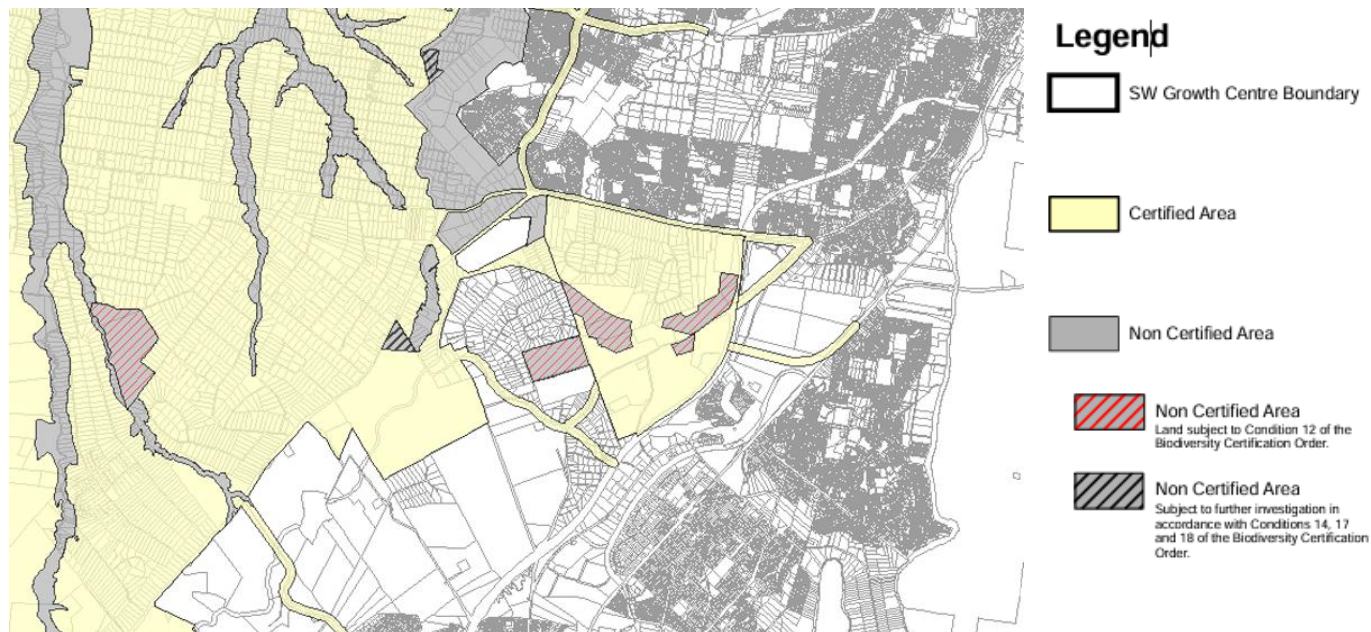 Legend
SW Growth Centre Boundary
Certified Area
Non Certified Area
Non Certified Area
Land subject to Condition 12 of the
Biodiversity Certification Order.
Non Certified Area
Subject to further investigation in
accordance with Conditions 14, 17
and 18 of the Biodiversity Certification
Order.